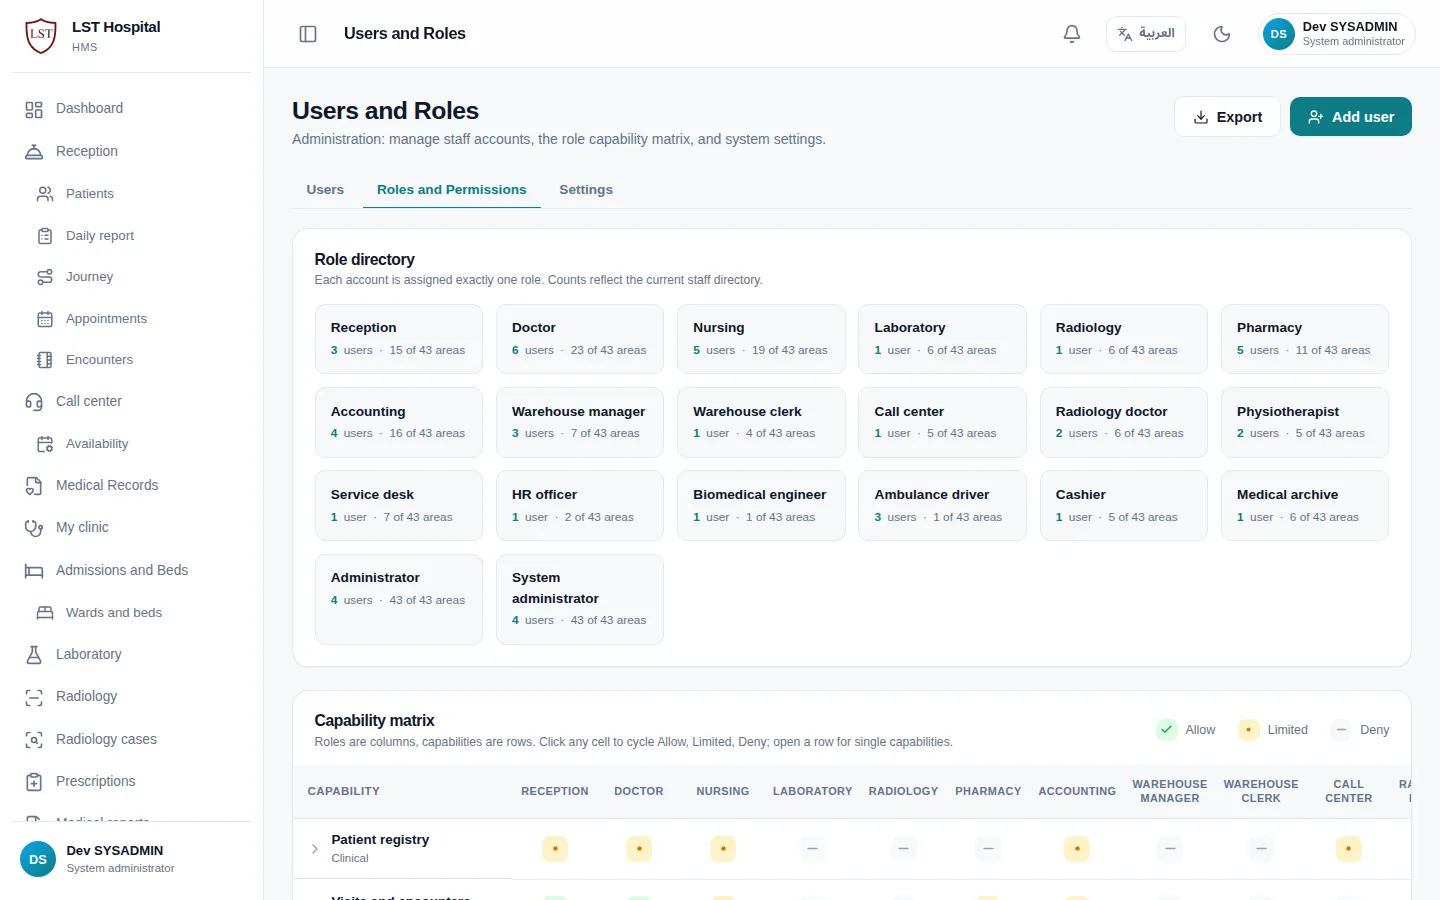 LST Hospital
HMS
LST
Dashboard
Reception
Patients
Daily report
Journey
Appointments
Encounters
Call center
Availability
Medical Records
My clinic
Admissions and Beds
Wards and beds
Laboratory
Radiology
Radiology cases
Prescriptions
DS
Dev SYSADMIN
System administrator
Users and Roles
العربية
DS
Dev SYSADMIN
System administrator
Users and Roles
Administration: manage staff accounts, the role capability matrix, and system settings.
Export
Add user
Users
Roles and Permissions
Settings
Role directory
Each account is assigned exactly one role. Counts reflect the current staff directory.
Reception
3 users · 15 of 43 areas
Doctor
6 users · 23 of 43 areas
Nursing
5 users · 19 of 43 areas
Laboratory
1 user · 6 of 43 areas
Radiology
1 user · 6 of 43 areas
Pharmacy
5 users · 11 of 43 areas
Accounting
4 users · 16 of 43 areas
Warehouse manager
3 users · 7 of 43 areas
Warehouse clerk
1 user · 4 of 43 areas
Call center
1 user · 5 of 43 areas
Radiology doctor
2 users · 6 of 43 areas
Physiotherapist
2 users · 5 of 43 areas
Service desk
1 user · 7 of 43 areas
HR officer
1 user · 2 of 43 areas
Biomedical engineer
1 user · 1 of 43 areas
Ambulance driver
3 users · 1 of 43 areas
Cashier
1 user · 5 of 43 areas
Medical archive
1 user · 6 of 43 areas
Administrator
4 users · 43 of 43 areas
System
administrator
4 users · 43 of 43 areas
Capability matrix
Roles are columns, capabilities are rows. Click any cell to cycle Allow, Limited, Deny; open a row for single capabilities.
Allow
Limited
Deny
CAPABILITY
RECEPTION
DOCTOR
NURSING
LABORATORY
RADIOLOGY
PHARMACY
ACCOUNTING
WAREHOUSE
MANAGER
WAREHOUSE
CLERK
CALL
CENTER
Patient registry
Clinical